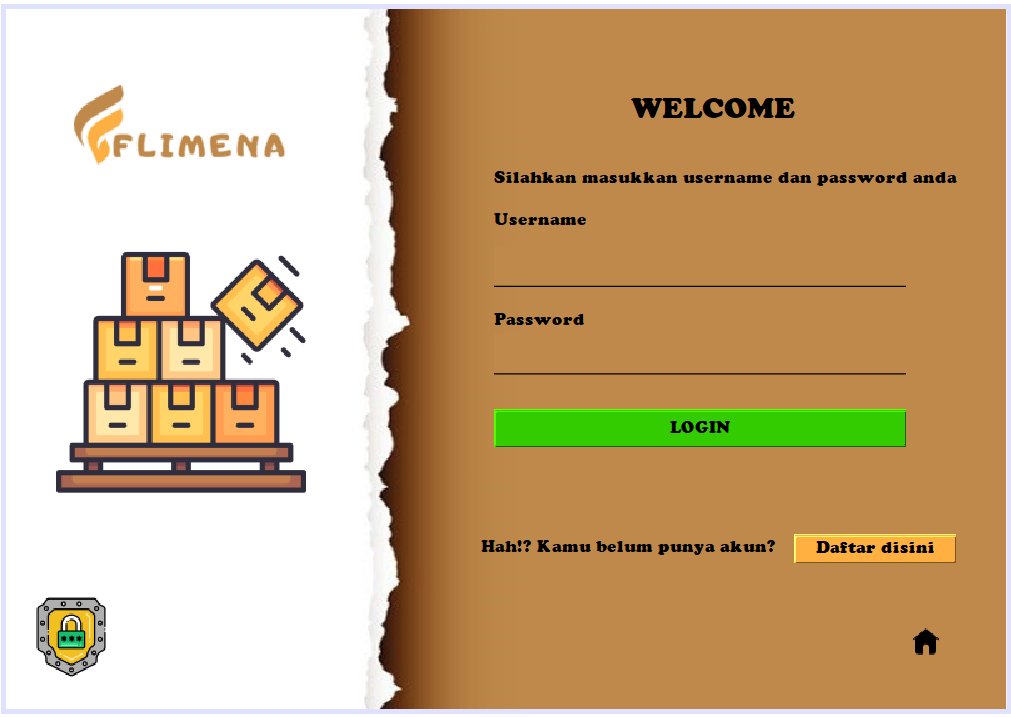 FLIMENA
WELCOME
Silahkan masukkan username dan password anda
Username
Password
LOGIN
Hah!? Kamu belum punya akun?
Daftar disini
***